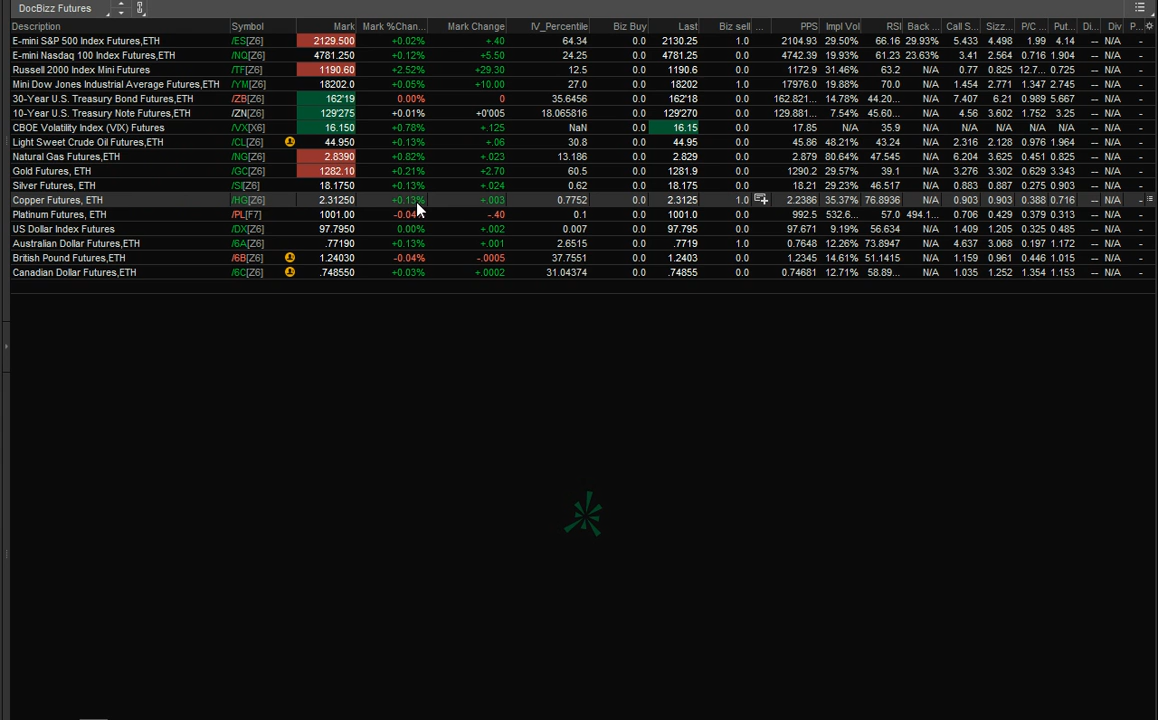 DocBizz Futures
Description Symbol Mark Mark %Chan... Mark Change IV_Percentile Biz Buy Last Biz sell ... PPS Impl Vol RSI Back ... Call S... Sizz... P/C ... Put... Di... Div P...
E-mini S&P 500 Index Futures,ETH /ES[Z6] 2129.500 +0.02% +.40 64.34 0.0 2130.25 1.0 2104.93 29.50% 66.16 29.93% 5.433 4.498 1.99 4.14 -- N/A -
E-mini Nasdaq 100 Index Futures,ETH /NQ[Z6] 4781.250 +0.12% +5.50 24.25 0.0 4781.25 0.0 4742.39 19.93% 61.23 23.63% 3.41 2.564 0.716 1.904 -- N/A -
Russell 2000 Index Mini Futures /TF[Z6] 1190.60 +2.52% +29.30 12.5 0.0 1190.6 0.0 1172.9 31.46% 63.2 N/A 0.77 0.825 12.7... 0.725 -- N/A -
Mini Dow Jones Industrial Average Futures,ETH /YM[Z6] 18202.0 +0.05% +10.00 27.0 0.0 18202 1.0 17976.0 19.88% 70.0 N/A 1.454 2.771 1.347 2.745 -- N/A -
30-Year U.S. Treasury Bond Futures,ETH /ZB[Z6] 162'19 0.00% 0 35.6456 0.0 162'18 0.0 162.821... 14.78% 44.20... N/A 7.407 6.21 0.989 5.667 -- N/A -
10-Year U.S. Treasury Note Futures,ETH /ZN[Z6] 129'275 +0.01% +0'005 18.065816 0.0 129'270 0.0 129.881... 7.54% 45.60... N/A 4.56 3.602 1.752 3.25 -- N/A -
CBOE Volatility Index (VIX) Futures /VX[X6] 16.150 +0.78% +.125 NaN 0.0 16.15 0.0 17.85 N/A 35.9 N/A N/A N/A N/A N/A -- N/A -
Light Sweet Crude Oil Futures,ETH /CL[Z6] 44.950 +0.13% +.06 30.8 0.0 44.95 0.0 45.86 48.21% 43.24 N/A 2.316 2.128 0.976 1.964 -- N/A -
Natural Gas Futures,ETH /NG[Z6] 2.8390 +0.82% +.023 13.186 0.0 2.829 0.0 2.879 80.64% 47.545 N/A 6.204 3.625 0.451 0.825 -- N/A -
Gold Futures, ETH /GC[Z6] 1282.10 +0.21% +2.70 60.5 0.0 1281.9 0.0 1290.2 29.57% 39.1 N/A 3.276 3.302 0.629 3.343 -- N/A -
Silver Futures, ETH /SI[Z6] 18.1750 +0.13% +.024 0.62 0.0 18.175 0.0 18.21 29.23% 46.517 N/A 0.883 0.887 0.275 0.903 -- N/A -
Copper Futures, ETH /HG[Z6] 2.31250 +0.13% +.003 0.7752 0.0 2.3125 1.0 2.2386 35.37% 76.8936 N/A 0.903 0.903 0.388 0.716 -- N/A -
Platinum Futures, ETH /PL[F7] 1001.00 -0.04% -.40 0.1 0.0 1001.0 0.0 992.5 532.6... 57.0 494.1... 0.706 0.429 0.379 0.313 -- N/A -
US Dollar Index Futures /DX[Z6] 97.7950 0.00% +.002 0.007 0.0 97.795 0.0 97.671 9.19% 56.634 N/A 1.409 1.205 0.325 0.485 -- N/A -
Australian Dollar Futures,ETH /6A[Z6] .77190 +0.13% +.001 2.6515 0.0 .7719 1.0 0.7648 12.26% 73.8947 N/A 4.637 3.068 0.197 1.172 -- N/A -
British Pound Futures,ETH /6B[Z6] 1.24030 -0.04% -.0005 37.7551 0.0 1.2403 0.0 1.2345 14.61% 51.1415 N/A 1.159 0.961 0.446 1.015 -- N/A -
Canadian Dollar Futures,ETH /6C[Z6] .748550 +0.03% +.0002 31.04374 0.0 .74855 0.0 0.74681 12.71% 58.89... N/A 1.035 1.252 1.354 1.153 -- N/A -